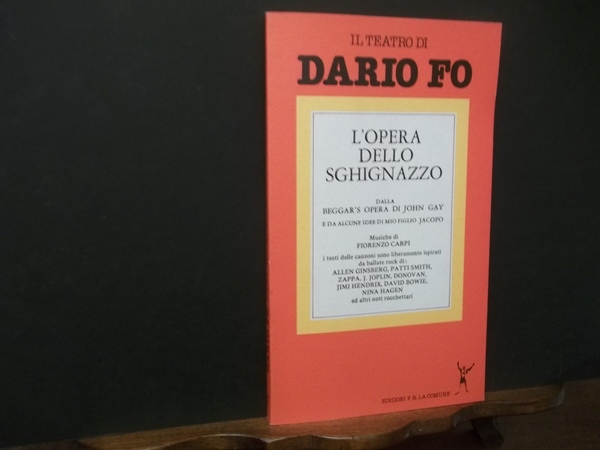 IL TEATRO DI
DARIO FO
L'OPERA
DELLO
SGHIGNAZZO
DALLA
BEGGAR'S OPERA DI JOHN GAY
E DA ALCUNE IDEE DI MIO FIGLIO JACOPO
Musiche di
FIORENZO CARPI
i testi delle canzoni sono liberamente ispirati
da ballate rock di:
ALLEN GINSBERG, PATTI SMITH,
ZAPPA, J. JOPLIN, DONOVAN,
JIMI HENDRIX, DAVID BOWIE,
NINA HAGEN
ed altri noti rocchettari
EDIZIONI F. R. LA COMUNE